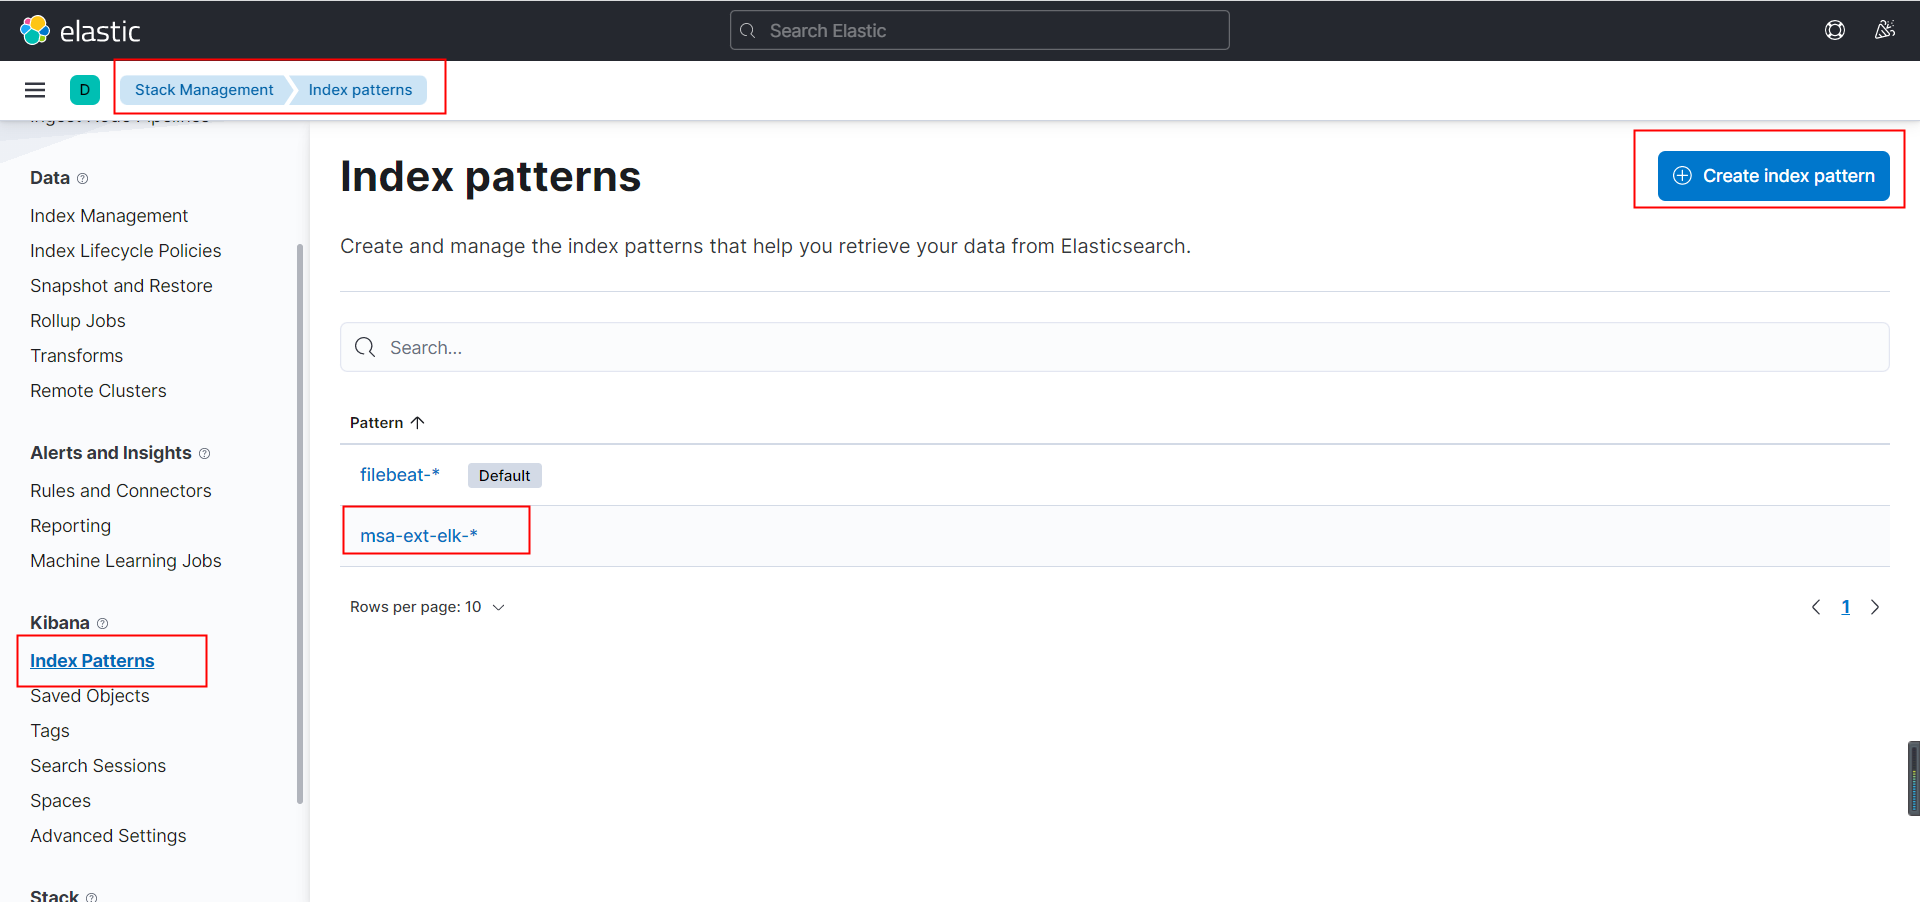 elastic
Search Elastic
D
Stack Management
Index patterns
Ingest Node Pipelines
Data
Index Management
Index Lifecycle Policies
Snapshot and Restore
Rollup Jobs
Transforms
Remote Clusters
Alerts and Insights
Rules and Connectors
Reporting
Machine Learning Jobs
Kibana
Index Patterns
Saved Objects
Tags
Search Sessions
Spaces
Advanced Settings
Stack
Index patterns
Create index pattern
Create and manage the index patterns that help you retrieve your data from Elasticsearch.
Search...
Pattern
filebeat-* Default
msa-ext-elk-*
Rows per page: 10
1